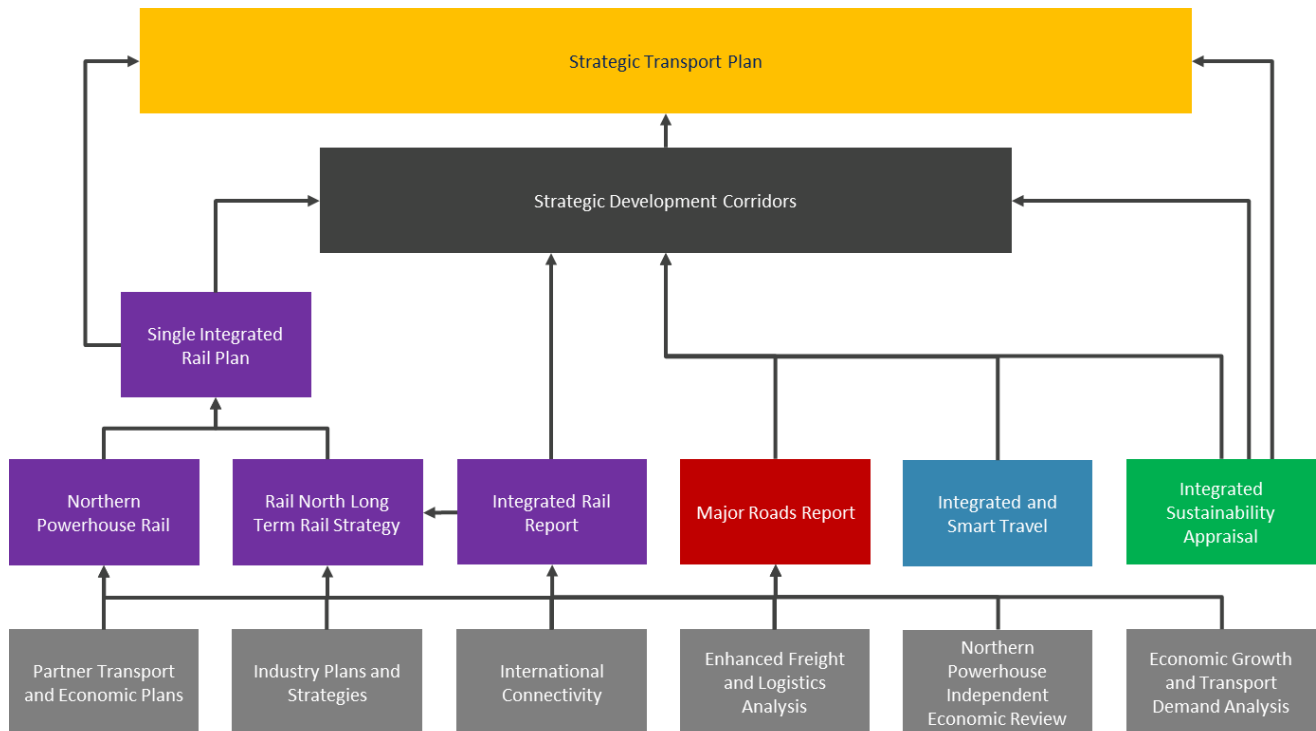 Strategic Transport Plan
Strategic Development Corridors
Single Integrated
Rail Plan
Northern
Powerhouse Rail
Rail North Long
Term Rail Strategy
Integrated Rail
Report
Major Roads Report
Integrated and
Smart Travel
Integrated
Sustainability
Appraisal
Partner Transport
and Economic Plans
Industry Plans and
Strategies
International
Connectivity
Enhanced Freight
and Logistics
Analysis
Northern
Powerhouse
Independent
Economic Review
Economic Growth
and Transport
Demand Analysis